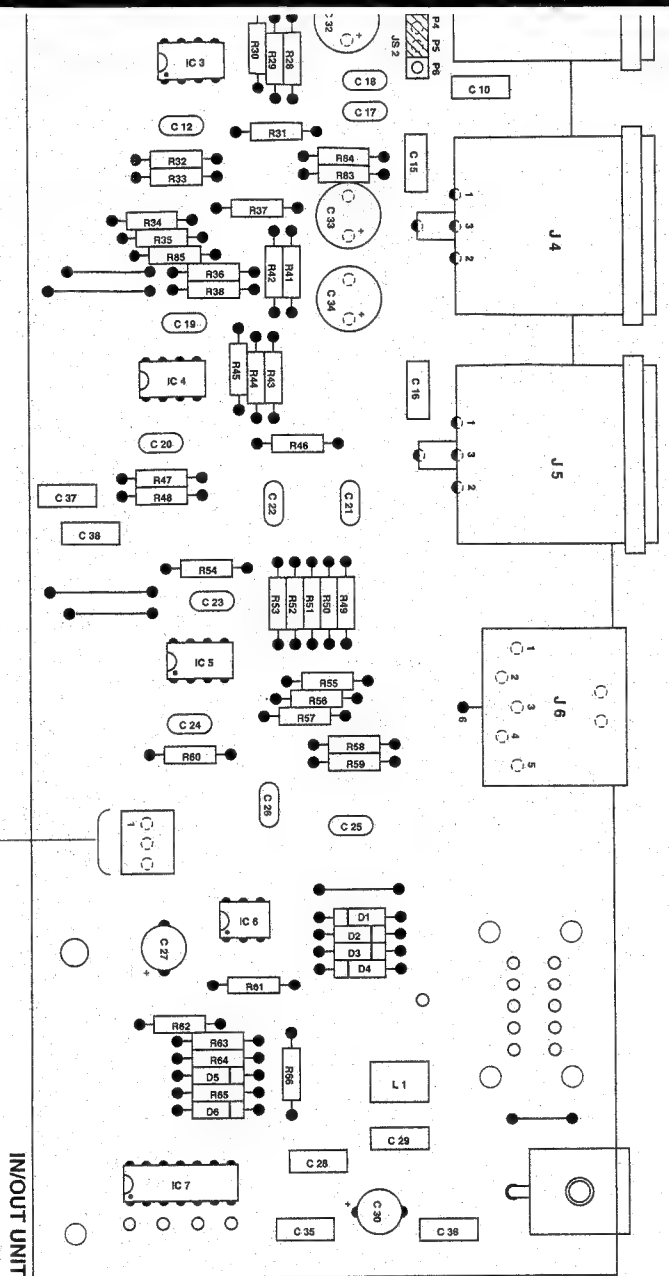 C 32
P4
P5
P6
JS 2
IC 3
R30
R29
R28
C 18
C 17
C 10
C 12
R31
C 15
R32
R33
R84
R83
R37
C 33
+
1
3
2
J 4
R34
R35
R85
R36
R38
R42
R41
C 34
+
C 19
IC 4
R45
R44
R43
C 16
R46
1
3
2
J 5
C 20
R47
R48
C 37
C 38
C 22
C 21
R54
C 23
R53
R52
R51
R50
R49
IC 5
R55
R56
R57
1
2
3
4
5
6
J 6
C 24
R60
R58
R59
C 26
C 25
1
IC 6
C 27
+
D1
D2
D3
D4
R61
R62
R63
R64
D5
R65
D6
R66
L 1
C 29
C 28
IC 7
C 30
+
C 35
C 36
IN/OUT UNIT